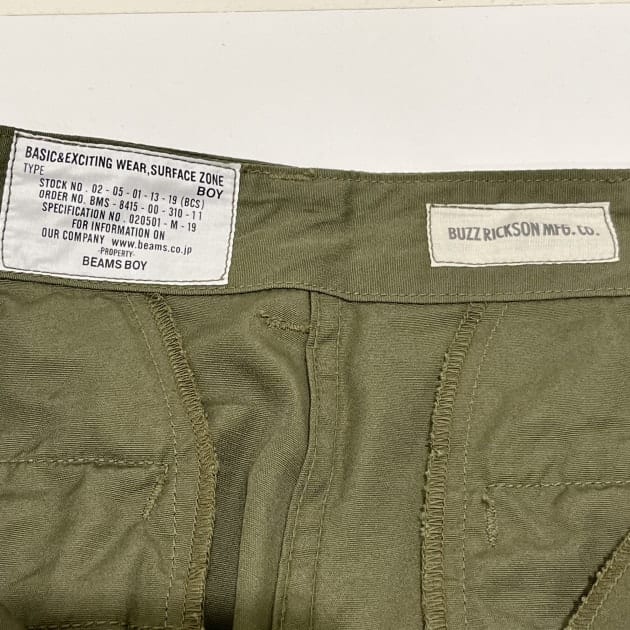 BASIC&EXCITING WEAR,SURFACE ZONE
TYPE BOY
STOCK NO . 02 - 05 - 01 - 13 - 19 (BCS)
ORDER NO. BMS - 8415 - 00 - 310 - 11
SPECIFICATION NO . 020501 - M - 19
FOR INFORMATION ON
OUR COMPANY www.beams.co.jp
-PROPERTY-
BEAMS BOY
BUZZ RICKSON MFG. CO.